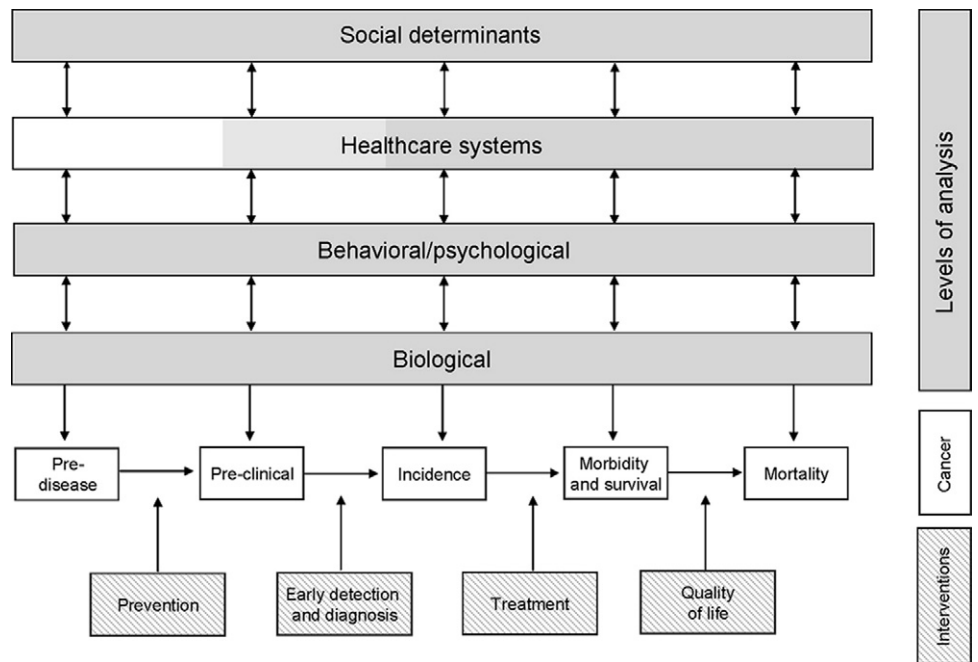 Social determinants
Healthcare systems
Behavioral/psychological
Biological
Levels of analysis
Pre-
disease
Pre-clinical
Incidence
Morbidity
and survival
Mortality
Cancer
Prevention
Early detection
and diagnosis
Treatment
Quality
of life
Interventions